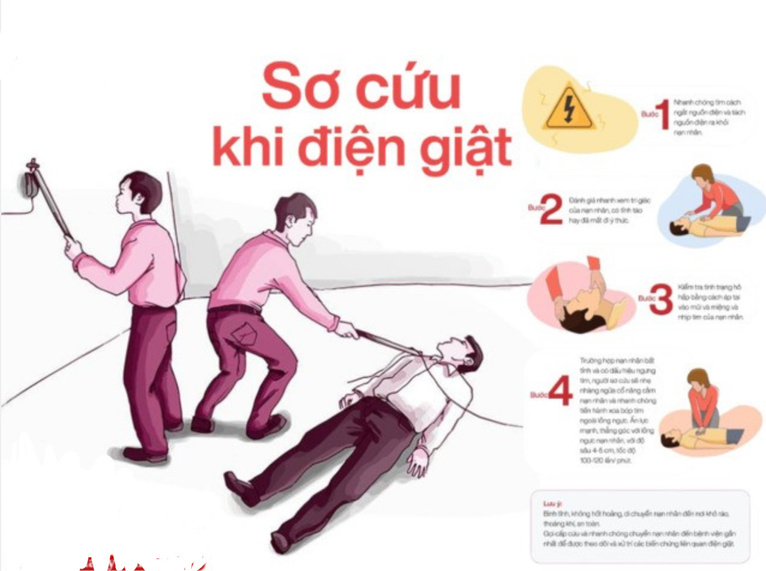 Sơ cứu
khi điện giật
Bước 1
Nhanh chóng tìm cách
ngắt nguồn điện và tách
nguồn điện ra khỏi
nạn nhân.
Bước 2
Đánh giá nhanh xem tri giác
của nạn nhân, có tỉnh táo
hay đã mất đi ý thức.
Bước 3
Kiểm tra tình trạng hô
hấp bằng cách áp tai
vào mũi và miệng và
nhịp tim của nạn nhân.
Bước 4
Trường hợp nạn nhân bất
tỉnh và có dấu hiệu ngưng
tim, người sơ cứu sẽ nhẹ
nhàng ngửa cổ nâng cằm
nạn nhân và nhanh chóng
tiến hành xoa bóp tim
ngoài lồng ngực. Ấn lực
mạnh, thẳng góc với lồng
ngực nạn nhân, với độ
sâu 4-5 cm, tốc độ
100-120 lần/ phút.
Lưu ý:
Bình tĩnh, không hốt hoảng, di chuyển nạn nhân đến nơi khô ráo,
thoáng khí, an toàn.
Gọi cấp cứu và nhanh chóng chuyển nạn nhân đến bệnh viện gần
nhất để được theo dõi và xử trí các biến chứng liên quan điện giật.